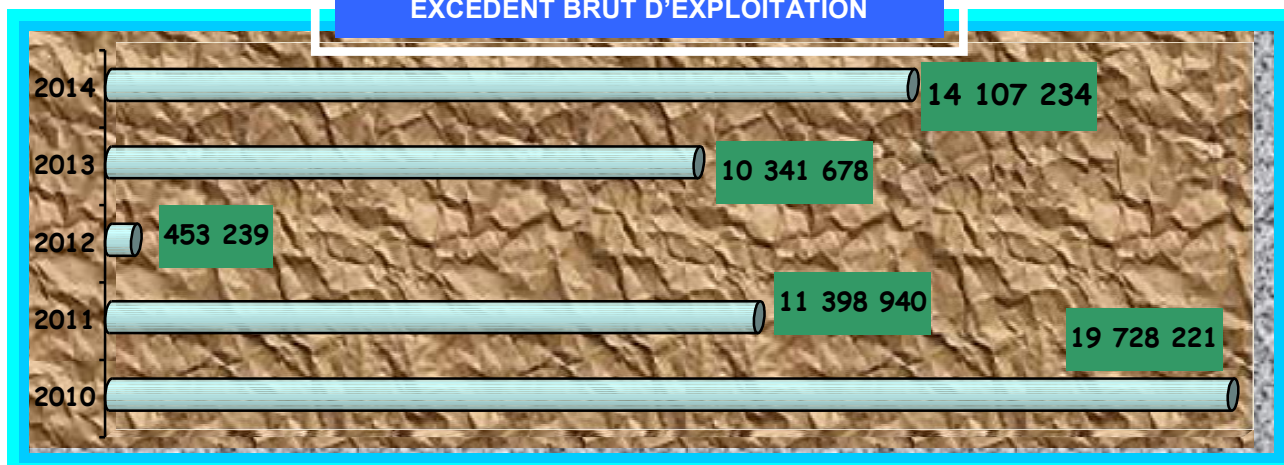 EXCEDENT BRUT D'EXPLOITATION
2014 14 107 234
2013 10 341 678
2012 453 239
2011 11 398 940
2010 19 728 221